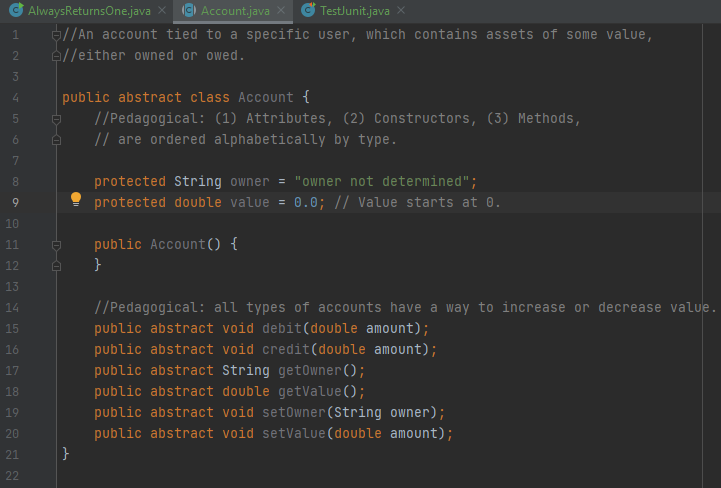 AlwaysReturnsOne.java × Account.java × TestJunit.java ×
1 //An account tied to a specific user, which contains assets of some value,
2 //either owned or owed.
3
4 public abstract class Account {
5 //Pedagogical: (1) Attributes, (2) Constructors, (3) Methods,
6 // are ordered alphabetically by type.
7
8 protected String owner = "owner not determined";
9 protected double value = 0.0; // Value starts at 0.
10
11 public Account() {
12 }
13
14 //Pedagogical: all types of accounts have a way to increase or decrease value.
15 public abstract void debit(double amount);
16 public abstract void credit(double amount);
17 public abstract String getOwner();
18 public abstract double getValue();
19 public abstract void setOwner(String owner);
20 public abstract void setValue(double amount);
21 }
22